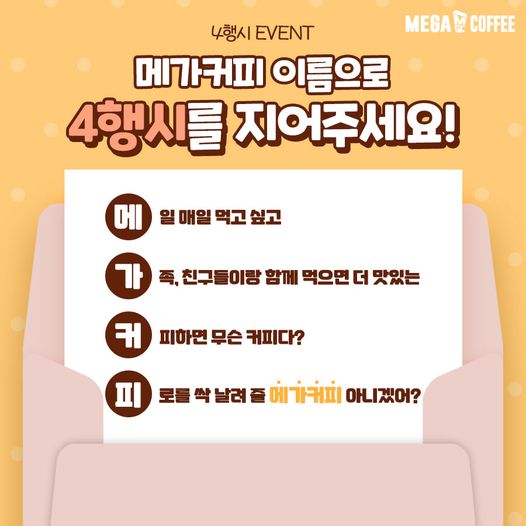 4행시 EVENT
MEGA COFFEE
메가커피 이름으로
4행시를 지어주세요!
메 일 매일 먹고 싶고
가 족, 친구들이랑 함께 먹으면 더 맛있는
커 피하면 무슨 커피다?
피 로를 싹 날려 줄 메가커피 아니겠어?